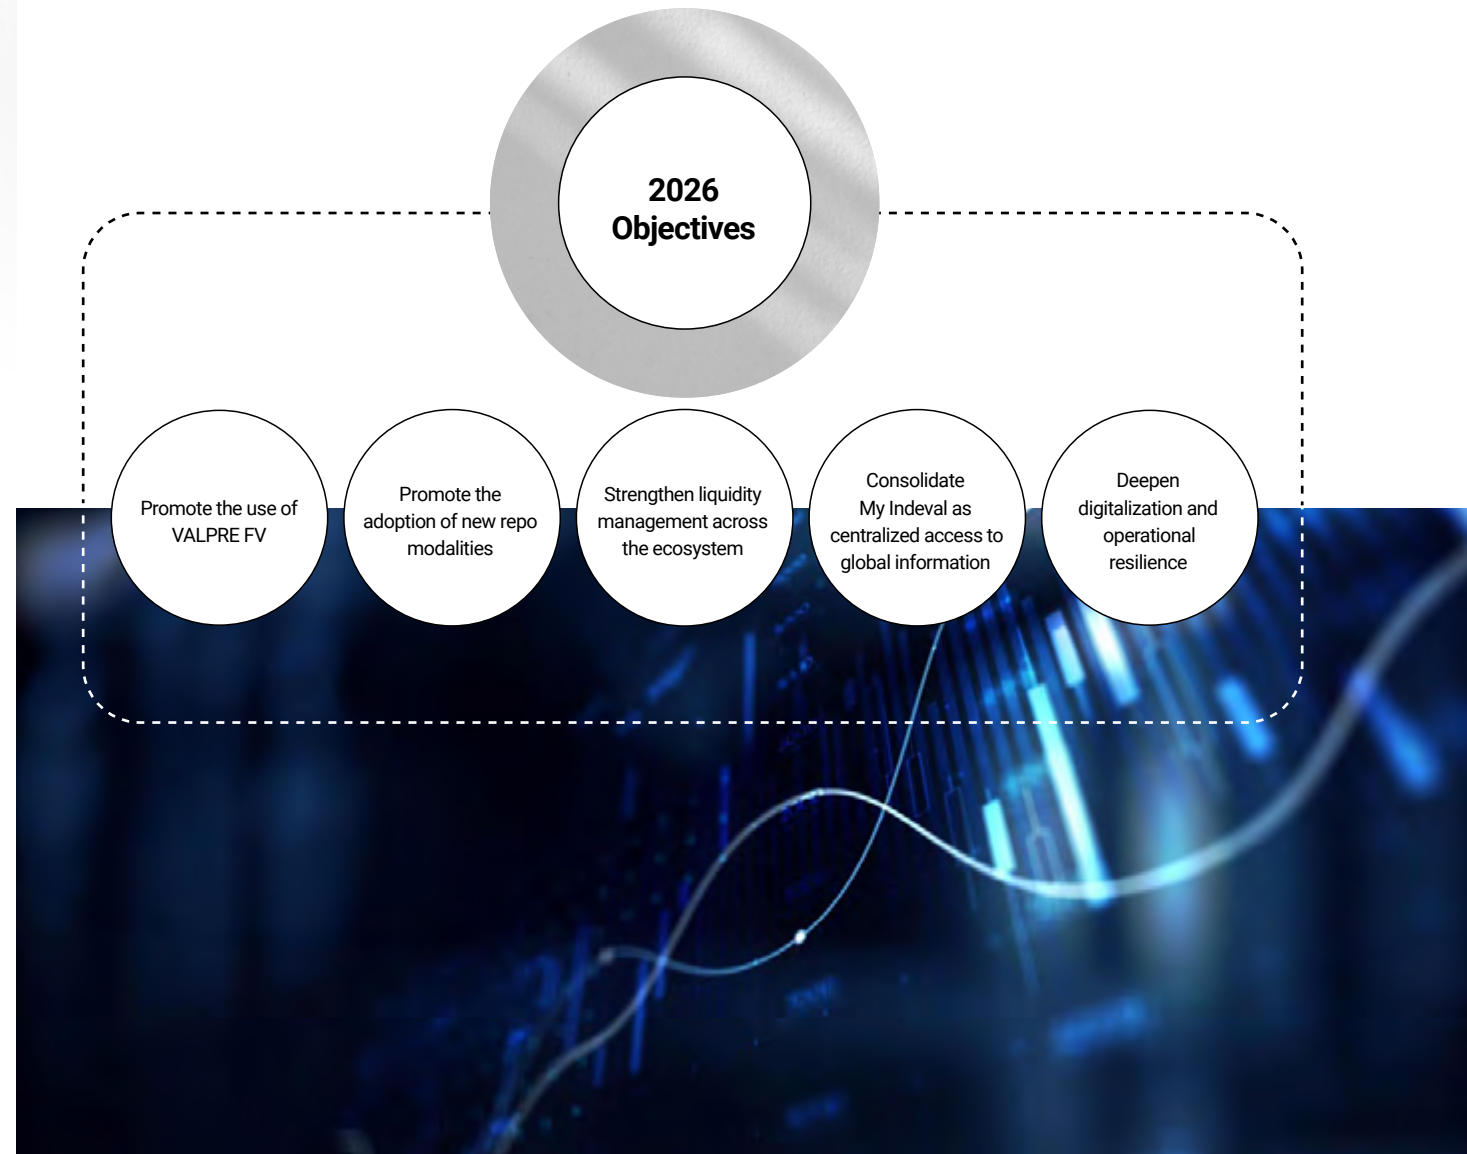 2026
Objectives
Promote the use of
VALPRE FV
Promote the
adoption of new repo
modalities
Strengthen liquidity
management across
the ecosystem
Consolidate
My Indeval as
centralized access to
global information
Deepen
digitalization and
operational
resilience